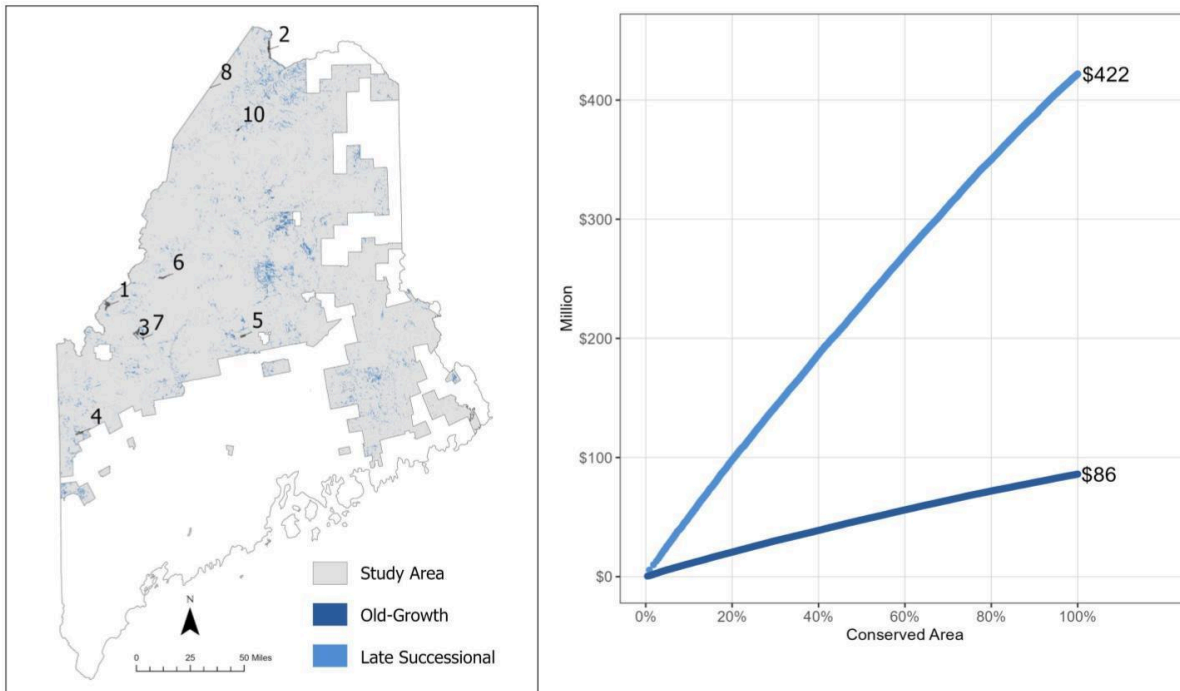 2
8
10
6
1
3 7
5
4
Study Area
Old-Growth
Late Successional
N
0 25 50 Miles
Million
$400
$300
$200
$100
$0
$422
$86
0% 20% 40% 60% 80% 100%
Conserved Area